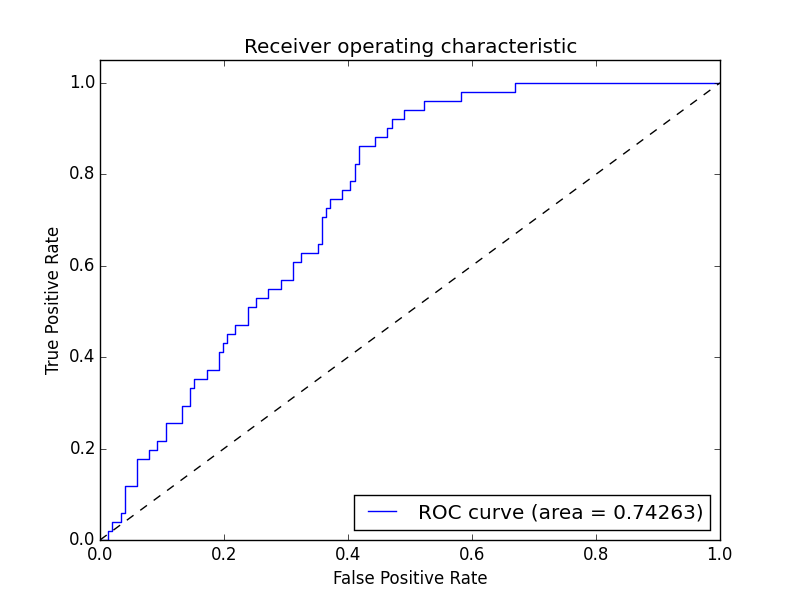 Receiver operating characteristic
True Positive Rate
1.0
0.8
0.6
0.4
0.2
0.0
ROC curve (area = 0.74263)
0.0 0.2 0.4 0.6 0.8 1.0
False Positive Rate